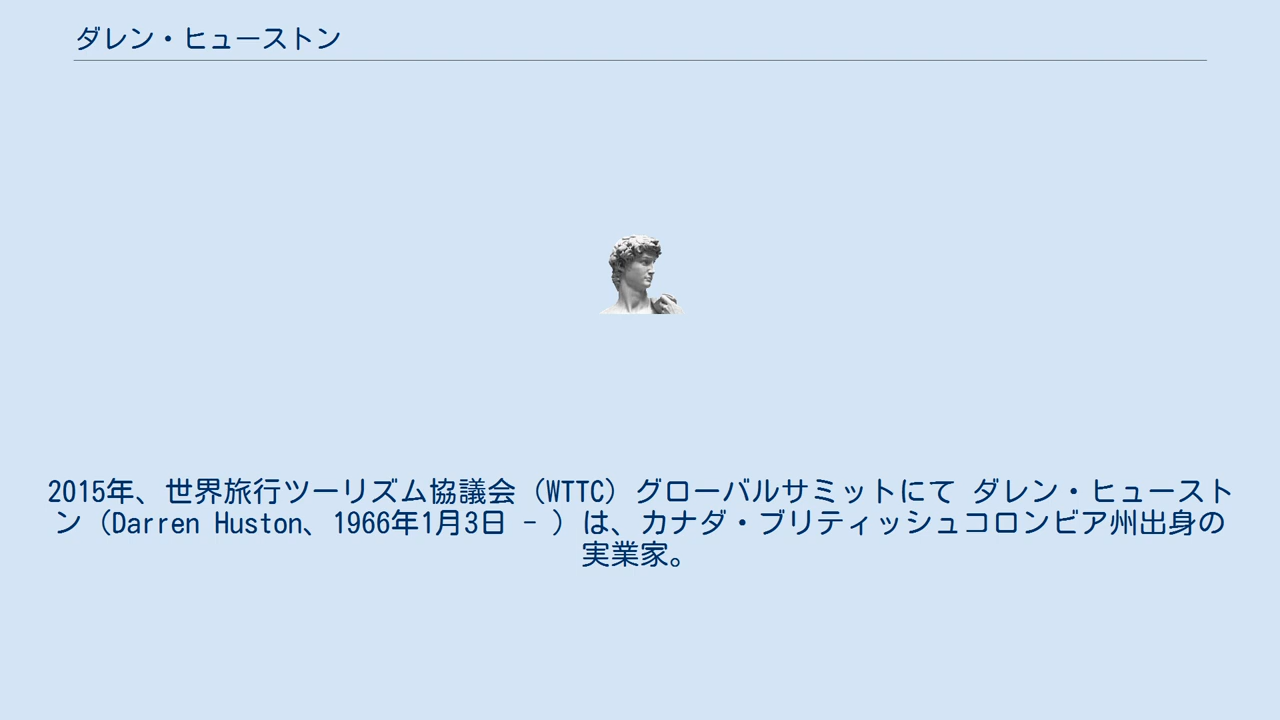 ダレン・ヒューストン
2015年、世界旅行ツーリズム協議会（WTTC）グローバルサミットにて ダレン・ヒュースト
ン（Darren Huston、1966年1月3日 - ）は、カナダ・ブリティッシュコロンビア州出身の
実業家。